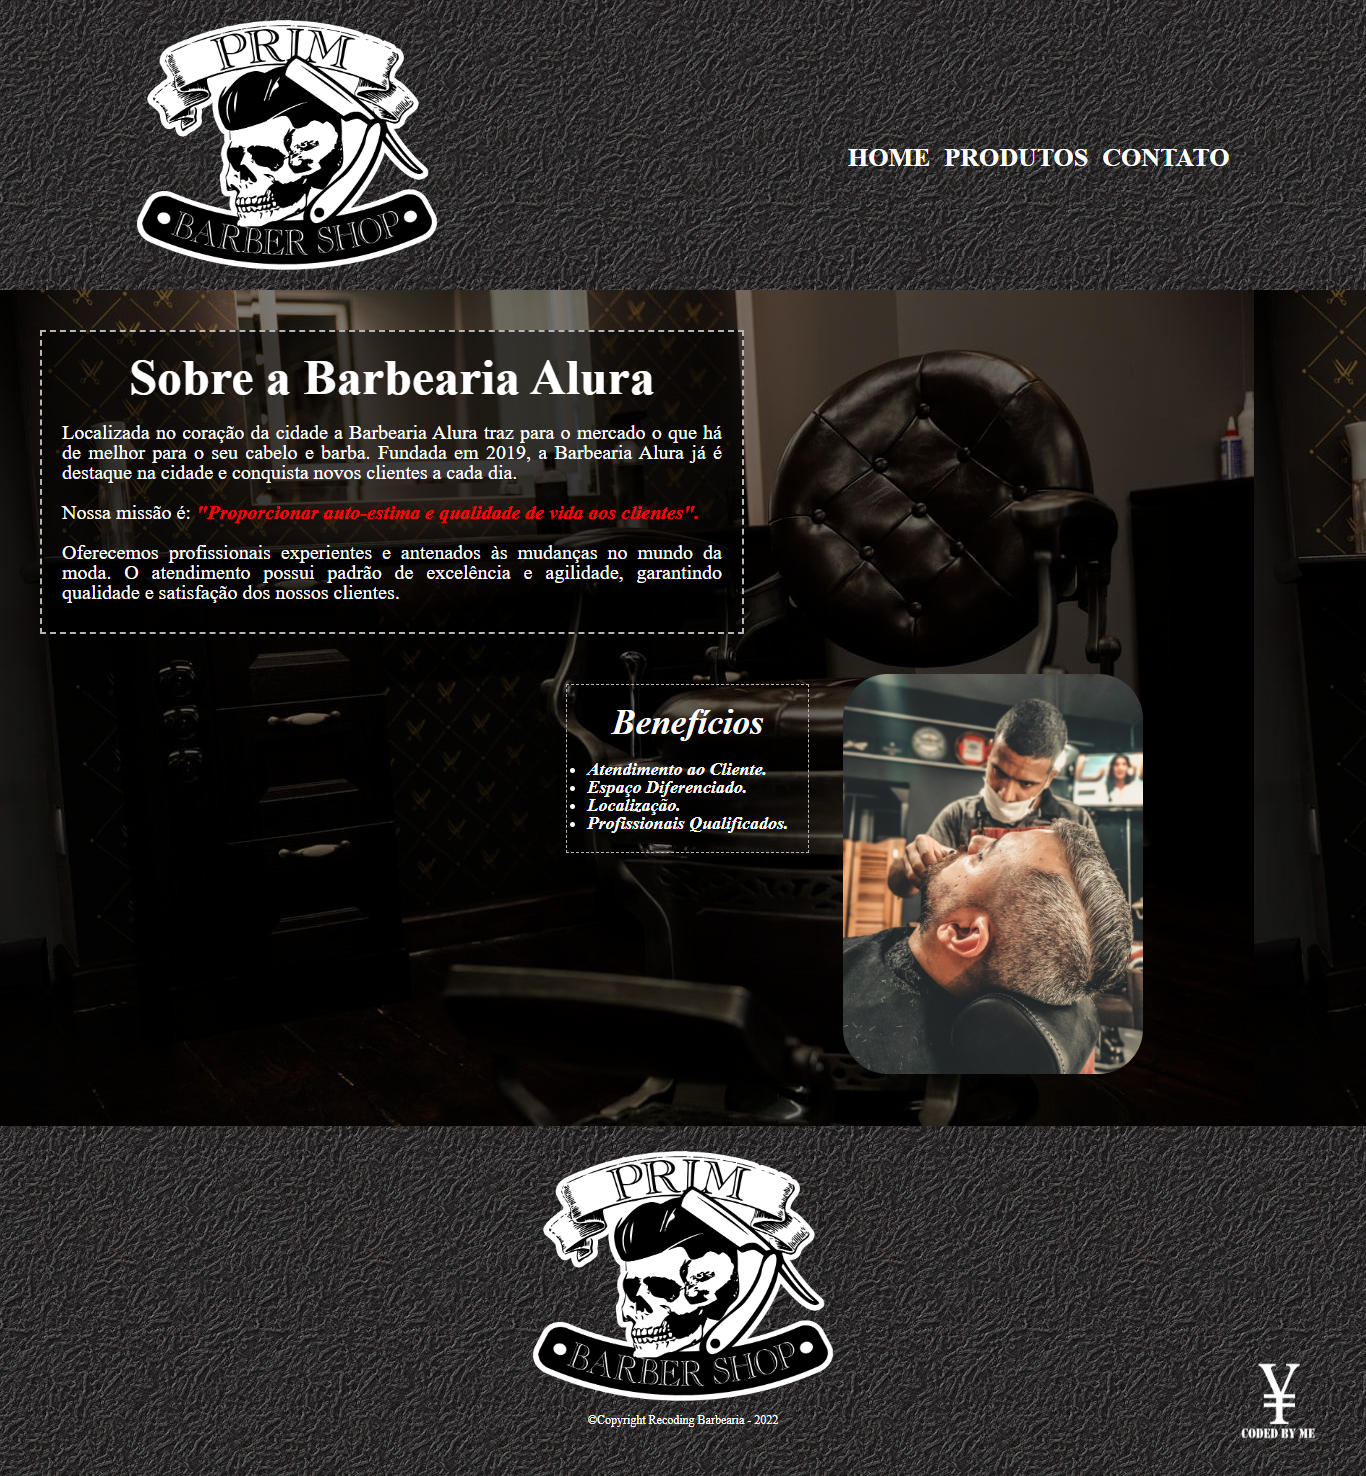 PRIM
BARBER SHOP
HOME PRODUTOS CONTATO
Sobre a Barbearia Alura
Localizada no coração da cidade a Barbearia Alura traz para o mercado o que há
de melhor para o seu cabelo e barba. Fundada em 2019, a Barbearia Alura já é
destaque na cidade e conquista novos clientes a cada dia.
Nossa missão é: "Proporcionar auto-estima e qualidade de vida aos clientes".
Oferecemos profissionais experientes e antenados às mudanças no mundo da
moda. O atendimento possui padrão de excelência e agilidade, garantindo
qualidade e satisfação dos nossos clientes.
Benefícios
Atendimento ao Cliente.
Espaço Diferenciado.
Localização.
Profissionais Qualificados.
PRIM
BARBER SHOP
©Copyright Recoding Barbearia - 2022
¥
CODED BY ME